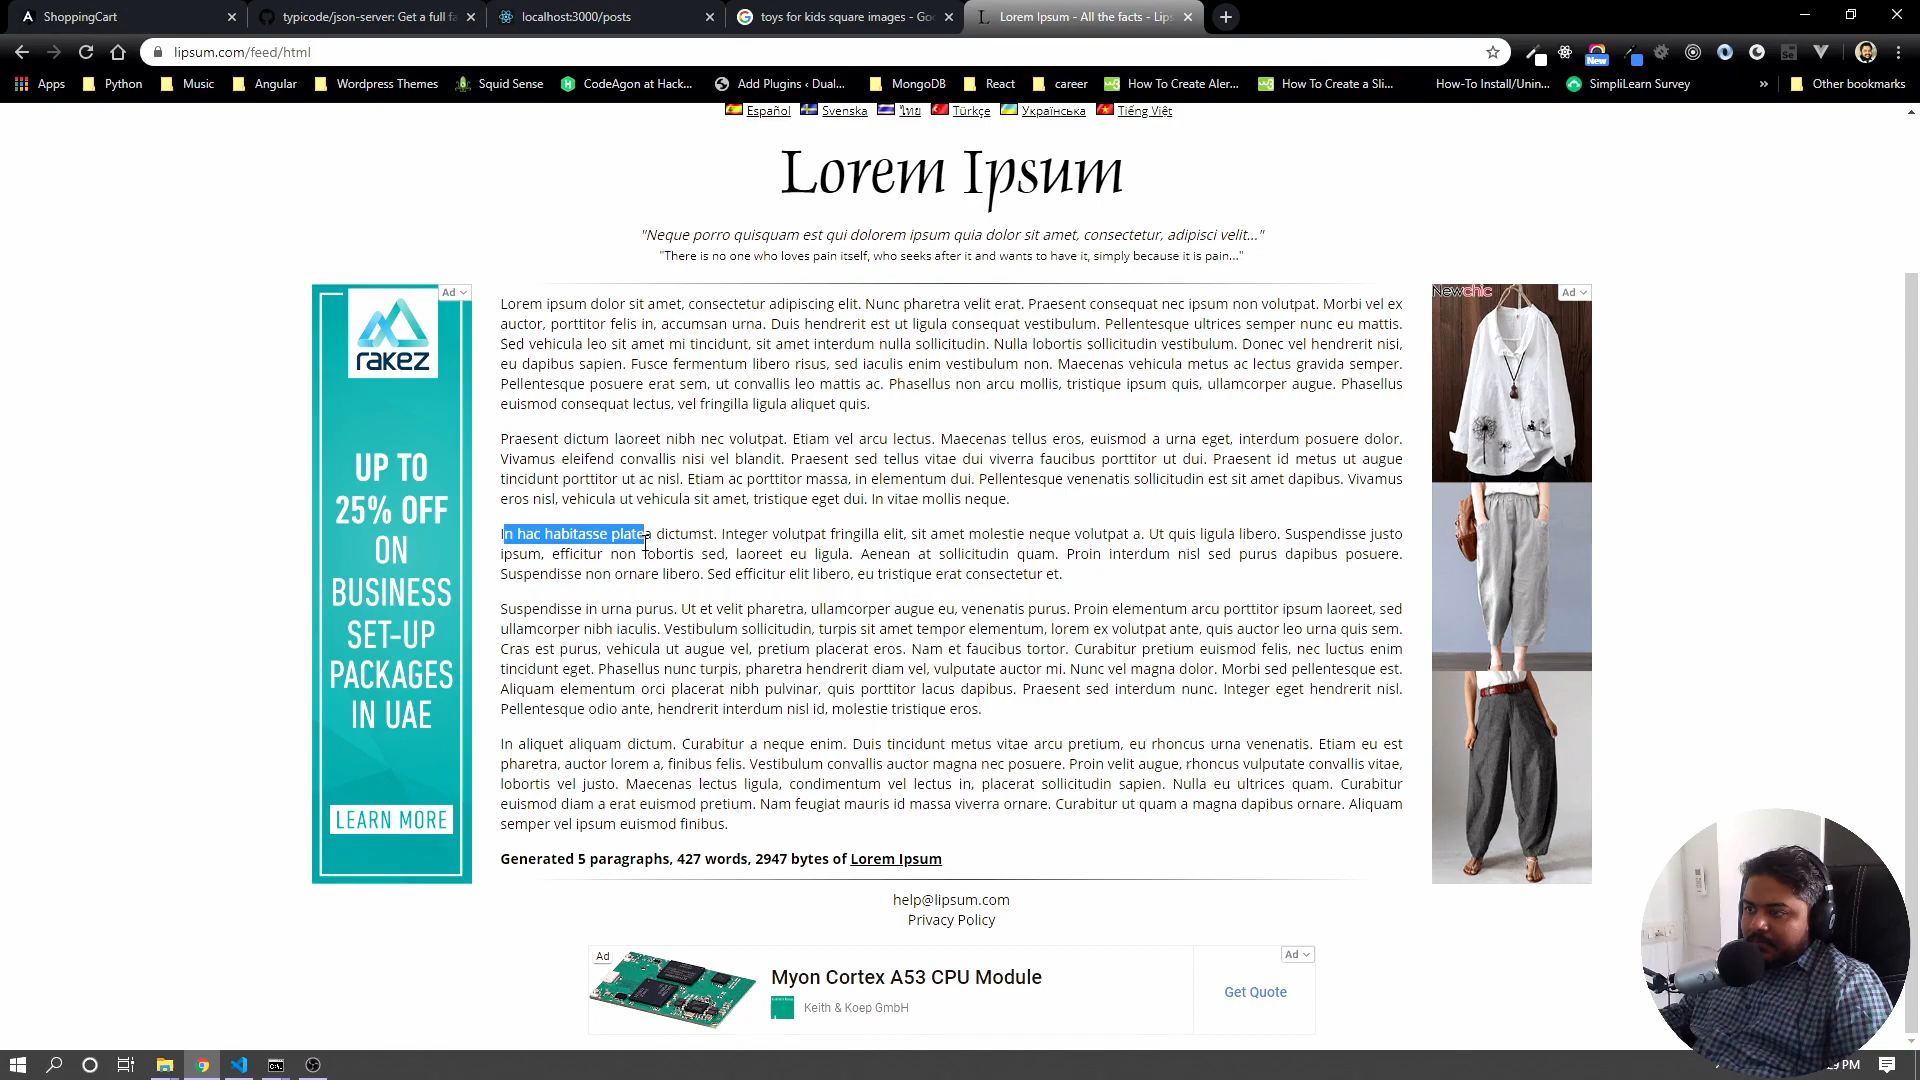 ShoppingCart
typicode/json-server: Get a full fa
localhost:3000/posts
toys for kids square images - Goo
Lorem Ipsum - All the facts - Lips
lipsum.com/feed/html
New
Apps
Python
Music
Angular
Wordpress Themes
Squid Sense
CodeAgon at Hack...
Add Plugins ‹ Dual...
MongoDB
React
career
How To Create Aler...
How To Create a Sli...
How-To Install/Unin...
SimpliLearn Survey
»
Other bookmarks
Español Svenska ไทย Türkçe Українська Tiếng Việt
Lorem Ipsum
"Neque porro quisquam est qui dolorem ipsum quia dolor sit amet, consectetur, adipisci velit..."
"There is no one who loves pain itself, who seeks after it and wants to have it, simply because it is pain..."
Ad
rakez
UP TO
25% OFF
ON
BUSINESS
SET-UP
PACKAGES
IN UAE
LEARN MORE
Lorem ipsum dolor sit amet, consectetur adipiscing elit. Nunc pharetra velit erat. Praesent consequat nec ipsum non volutpat. Morbi vel ex
auctor, porttitor felis in, accumsan urna. Duis hendrerit est ut ligula consequat vestibulum. Pellentesque ultrices semper nunc eu mattis.
Sed vehicula leo sit amet mi tincidunt, sit amet interdum nulla sollicitudin. Nulla lobortis sollicitudin vestibulum. Donec vel hendrerit nisi,
eu dapibus sapien. Fusce fermentum libero risus, sed iaculis enim vestibulum non. Maecenas vehicula metus ac lectus gravida semper.
Pellentesque posuere erat sem, ut convallis leo mattis ac. Phasellus non arcu mollis, tristique ipsum quis, ullamcorper augue. Phasellus
euismod consequat lectus, vel fringilla ligula aliquet quis.
Praesent dictum laoreet nibh nec volutpat. Etiam vel arcu lectus. Maecenas tellus eros, euismod a urna eget, interdum posuere dolor.
Vivamus eleifend convallis nisi vel blandit. Praesent sed tellus vitae dui viverra faucibus porttitor ut dui. Praesent id metus ut augue
tincidunt porttitor ut ac nisl. Etiam ac porttitor massa, in elementum dui. Pellentesque venenatis sollicitudin est sit amet dapibus. Vivamus
eros nisl, vehicula ut vehicula sit amet, tristique eget dui. In vitae mollis neque.
In hac habitasse platea dictumst. Integer volutpat fringilla elit, sit amet molestie neque volutpat a. Ut quis ligula libero. Suspendisse justo
ipsum, efficitur non lobortis sed, laoreet eu ligula. Aenean at sollicitudin quam. Proin interdum nisl sed purus dapibus posuere.
Suspendisse non ornare libero. Sed efficitur elit libero, eu tristique erat consectetur et.
Suspendisse in urna purus. Ut et velit pharetra, ullamcorper augue eu, venenatis purus. Proin elementum arcu porttitor ipsum laoreet, sed
ullamcorper nibh iaculis. Vestibulum sollicitudin, turpis sit amet tempor elementum, lorem ex volutpat ante, quis auctor leo urna quis sem.
Cras est purus, vehicula ut augue vel, pretium placerat eros. Nam et faucibus tortor. Curabitur pretium euismod felis, nec luctus enim
tincidunt eget. Phasellus nunc turpis, pharetra hendrerit diam vel, vulputate auctor mi. Nunc vel magna dolor. Morbi sed pellentesque est.
Aliquam elementum orci placerat nibh pulvinar, quis porttitor lacus dapibus. Praesent sed interdum nunc. Integer eget hendrerit nisl.
Pellentesque odio ante, hendrerit interdum nisl id, molestie tristique eros.
In aliquet aliquam dictum. Curabitur a neque enim. Duis tincidunt metus vitae arcu pretium, eu rhoncus urna venenatis. Etiam eu est
pharetra, auctor lorem a, finibus felis. Vestibulum convallis auctor magna nec posuere. Proin velit augue, rhoncus vulputate convallis vitae,
lobortis vel justo. Maecenas lectus ligula, condimentum vel lectus in, placerat sollicitudin sapien. Nulla eu ultrices quam. Curabitur
euismod diam a erat euismod pretium. Nam feugiat mauris id massa viverra ornare. Curabitur ut quam a magna dapibus ornare. Aliquam
semper vel ipsum euismod finibus.
Generated 5 paragraphs, 427 words, 2947 bytes of Lorem Ipsum
Newchic
Ad
help@lipsum.com
Privacy Policy
Ad
Myon Cortex A53 CPU Module
Keith & Koep GmbH
Get Quote
Ad
9 PM